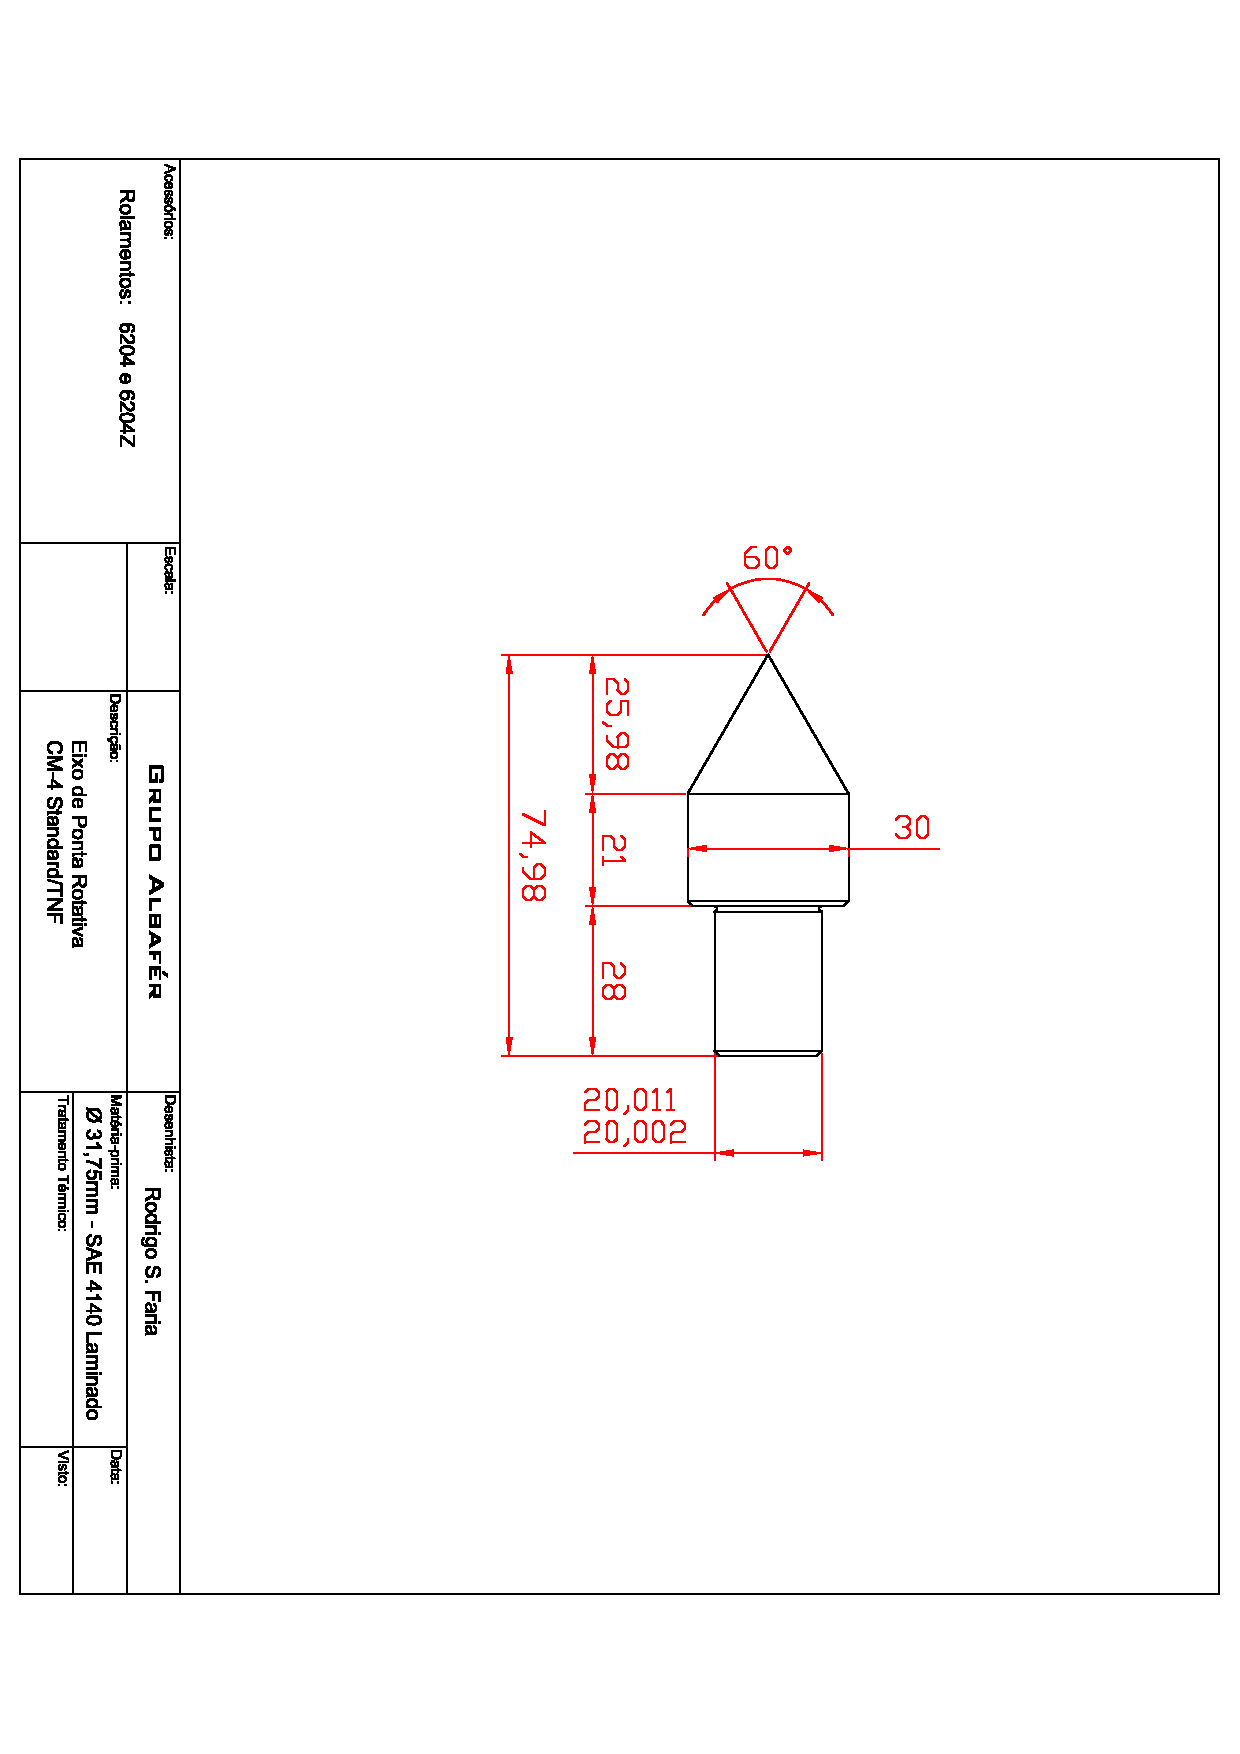 60°
25,98
21
28
74,98
30
20,011
20,002
Acessórios:
Rolamentos: 6204 e 6204Z
Escala:
GRUPO ALBAFÉR
Descrição:
Eixo de Ponta Rotativa
CM-4 Standard/TNF
Desenhista: Rodrigo S. Faria
Matéria-prima:
Ø 31,75mm - SAE 4140 Laminado
Data:
Tratamento Térmico:
Visto: